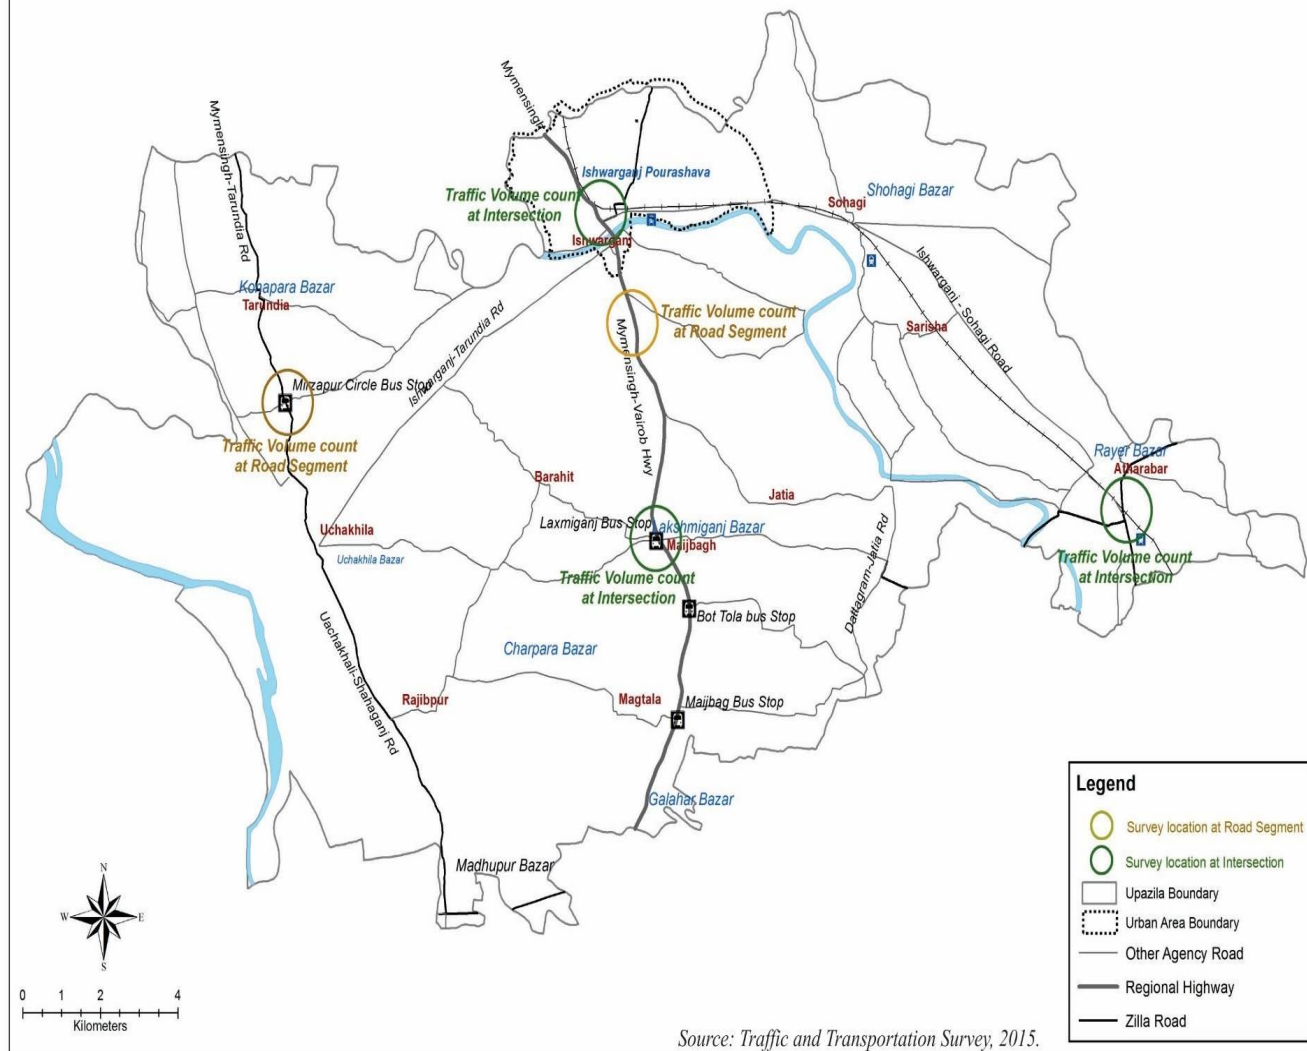 Mymensingh
Mymensingh-Tarundia Rd
Ishwarganj Pourashava
Traffic Volume count
at Intersection
Shohagi Bazar
Sohagi
Ishwarganj
Konapara Bazar
Tarundia
Ishwarganj - Sohagi Road
Traffic Volume count
at Road Segment
Sarisha
Ishwarganj-Tarundia Rd
Mymensingh-Vairob Hwy
Mirzapur Circle Bus Stop
Traffic Volume count
at Road Segment
Rayer Bazar
Atharabar
Barahit
Jatia
Laxmiganj Bus Stop
Lakshmiganj Bazar
Maijbagh
Uchakhila
Uchakhila Bazar
Traffic Volume count
at Intersection
Traffic Volume count
at Intersection
Dattagram-Jatia Rd
Bot Tola bus Stop
Charpara Bazar
Uachakhali-Shahaganj Rd
Rajibpur
Magtala
Maijbag Bus Stop
Galahar Bazar
Madhupur Bazar
N
W
E
S
0 1 2 4
Kilometers
Legend
Survey location at Road Segment
Survey location at Intersection
Upazila Boundary
Urban Area Boundary
Other Agency Road
Regional Highway
Zilla Road
Source: Traffic and Transportation Survey, 2015.